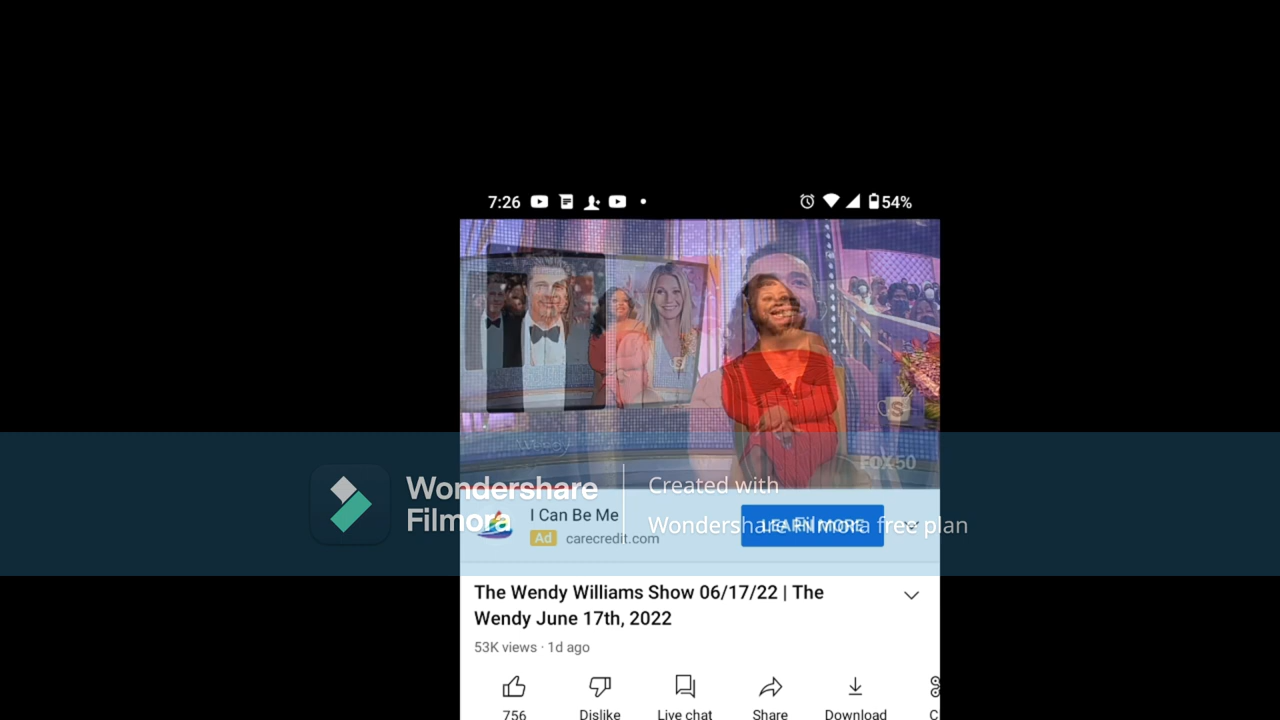 7:26
54%
S
FOX50
Wondershare
Filmora
Created with
Wondershare Filmora free plan
I Can Be Me
Ad carecredit.com
LEARN MORE
The Wendy Williams Show 06/17/22 | The
Wendy June 17th, 2022
53K views · 1d ago
756
Dislike
Live chat
Share
Download